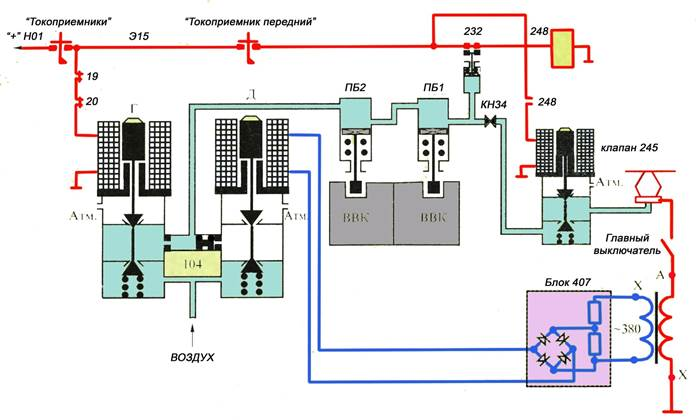 "Токоприемники"
"Токоприемник передний"
"+" Н01
Э15
232
248
19
20
248
Г
Д
ПБ2
ПБ1
КН34
клапан 245
Атм.
Атм.
Атм.
ВВК
ВВК
104
Главный
выключатель
ВОЗДУХ
Блок 407
Х
А
~380
Х